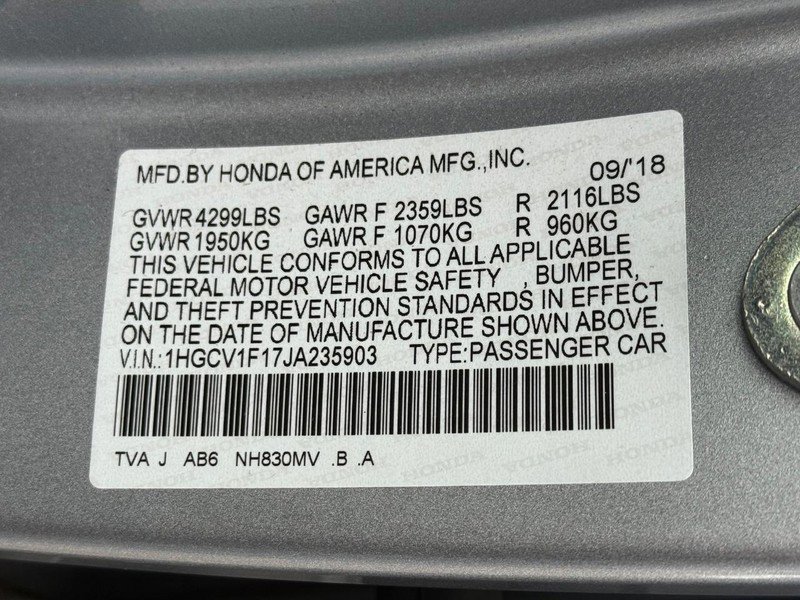 MFD.BY HONDA OF AMERICA MFG.,INC. 09/'18
GVWR 4299LBS GAWR F 2359LBS R 2116LBS
GVWR 1950KG GAWR F 1070KG R 960KG
THIS VEHICLE CONFORMS TO ALL APPLICABLE
FEDERAL MOTOR VEHICLE SAFETY , BUMPER,
AND THEFT PREVENTION STANDARDS IN EFFECT
ON THE DATE OF MANUFACTURE SHOWN ABOVE.
V.I.N.:1HGCV1F17JA235903 TYPE:PASSENGER CAR
TVA J AB6 NH830MV .B .A